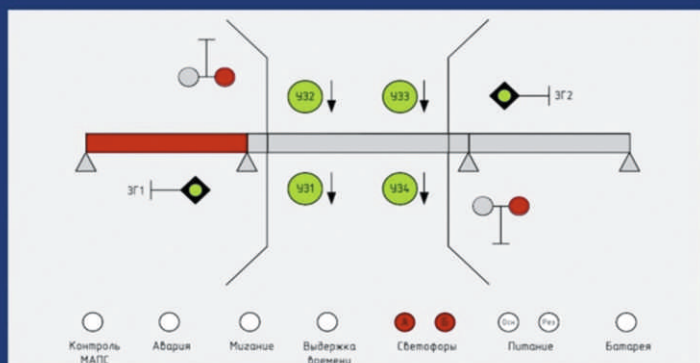 УЗ2
УЗ3
ЗГ2
ЗГ1
УЗ1
УЗ4
А
Б
Осн
Рез
Контроль
МАПС
Авария
Мигание
Выдержка
времени
Светофоры
Питание
Батарея